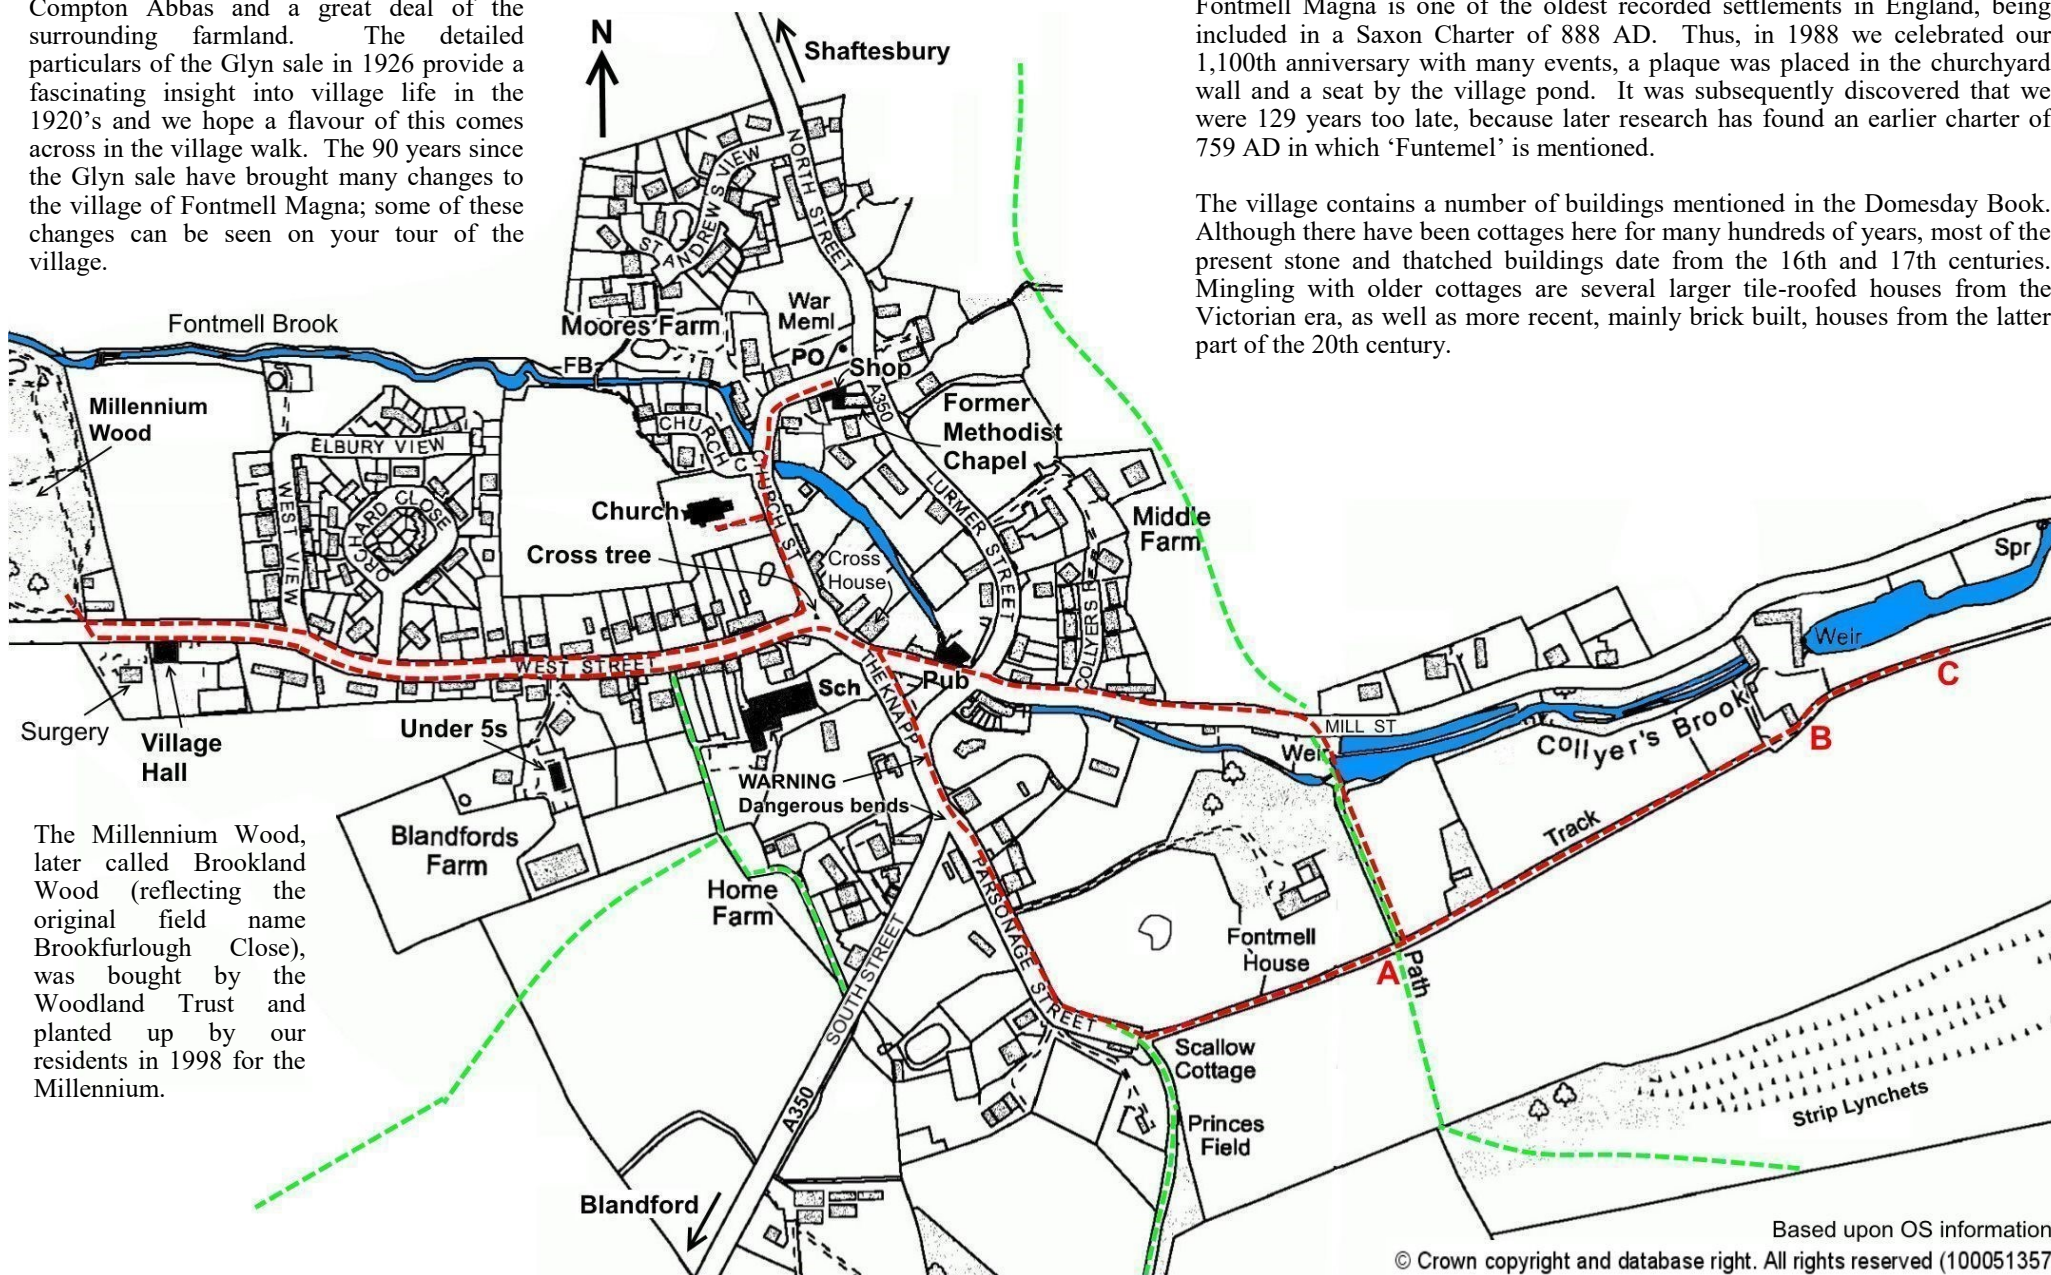 Compton Abbas and a great deal of the
surrounding farmland. The detailed
particulars of the Glyn sale in 1926 provide a
fascinating insight into village life in the
1920’s and we hope a flavour of this comes
across in the village walk. The 90 years since
the Glyn sale have brought many changes to
the village of Fontmell Magna; some of these
changes can be seen on your tour of the
village.
Fontmell Magna is one of the oldest recorded settlements in England, being
included in a Saxon Charter of 888 AD. Thus, in 1988 we celebrated our
1,100th anniversary with many events, a plaque was placed in the churchyard
wall and a seat by the village pond. It was subsequently discovered that we
were 129 years too late, because later research has found an earlier charter of
759 AD in which ‘Funtemel’ is mentioned.
The village contains a number of buildings mentioned in the Domesday Book.
Although there have been cottages here for many hundreds of years, most of the
present stone and thatched buildings date from the 16th and 17th centuries.
Mingling with older cottages are several larger tile-roofed houses from the
Victorian era, as well as more recent, mainly brick built, houses from the latter
part of the 20th century.
N
Shaftesbury
NORTH STREET
ST ANDREWS VIEW
War
Meml
Moores Farm
Fontmell Brook
FB
PO
Shop
A350
Former
Methodist
Chapel
Millennium
Wood
ELBURY VIEW
WEST VIEW
ORCHARD CLOSE
CHURCH C
CHURCH ST
LURMER STREET
Church
Cross tree
Cross
House
Middle
Farm
COLLYERS R
Spr
Weir
C
WEST STREET
THE KNAPP
Pub
Sch
Surgery
Village
Hall
Under 5s
MILL ST
Weir
Collyer's Brook
B
WARNING
Dangerous bends
Blandfords
Farm
Track
Home
Farm
PARSONAGE STREET
SOUTH STREET
Fontmell
House
A
Path
The Millennium Wood,
later called Brookland
Wood (reflecting the
original field name
Brookfurlough Close),
was bought by the
Woodland Trust and
planted up by our
residents in 1998 for the
Millennium.
Scallow
Cottage
A350
Princes
Field
Strip Lynchets
Blandford
Based upon OS information
© Crown copyright and database right. All rights reserved (100051357